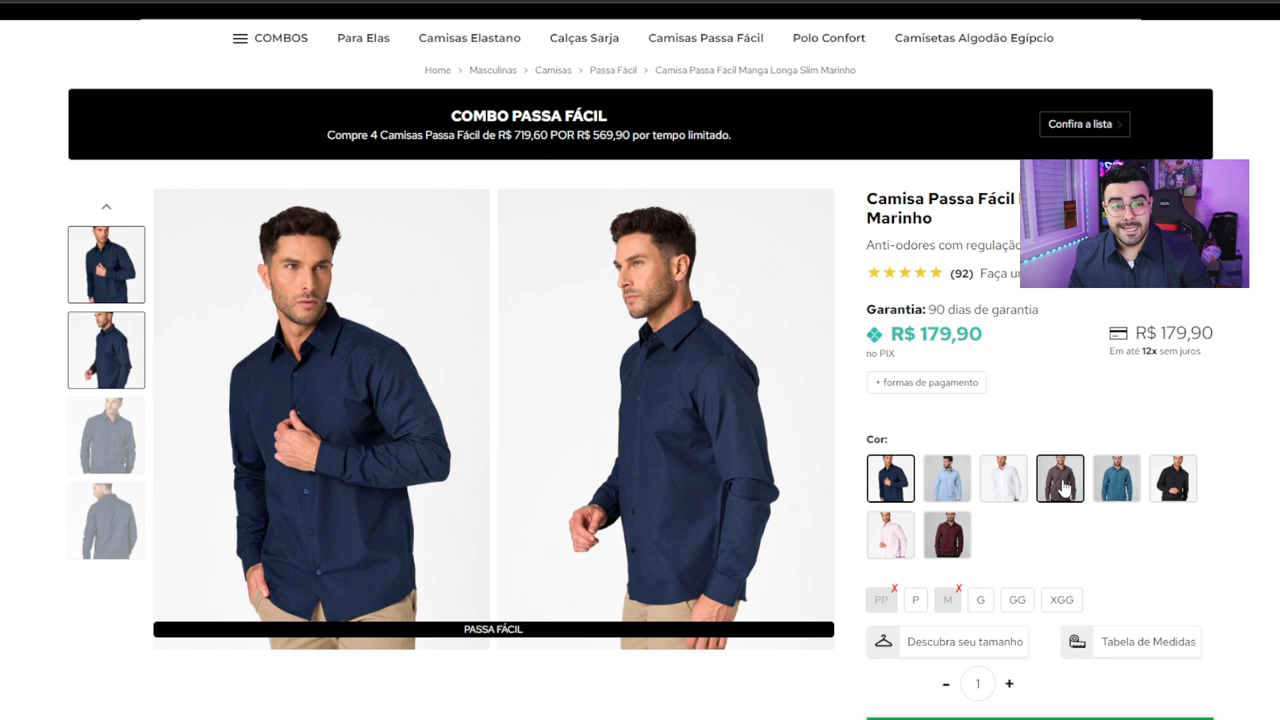 COMBOS Para Elas Camisas Elastano Calças Sarja Camisas Passa Fácil Polo Confort Camisetas Algodão Egípcio
Home > Masculinas > Camisas > Passa Fácil > Camisa Passa Fácil Manga Longa Slim Marinho
COMBO PASSA FÁCIL
Compre 4 Camisas Passa Fácil de R$ 719,60 POR R$ 569,90 por tempo limitado.
Confira a lista >
Camisa Passa Fácil
Marinho
Anti-odores com regulação
(92) Faça
Garantia: 90 dias de garantia
R$ 179,90
no PIX
R$ 179,90
Em até 12x sem juros
+ formas de pagamento
Cor:
PP X P M X G GG XGG
Descubra seu tamanho
Tabela de Medidas
- 1 +
PASSA FÁCIL